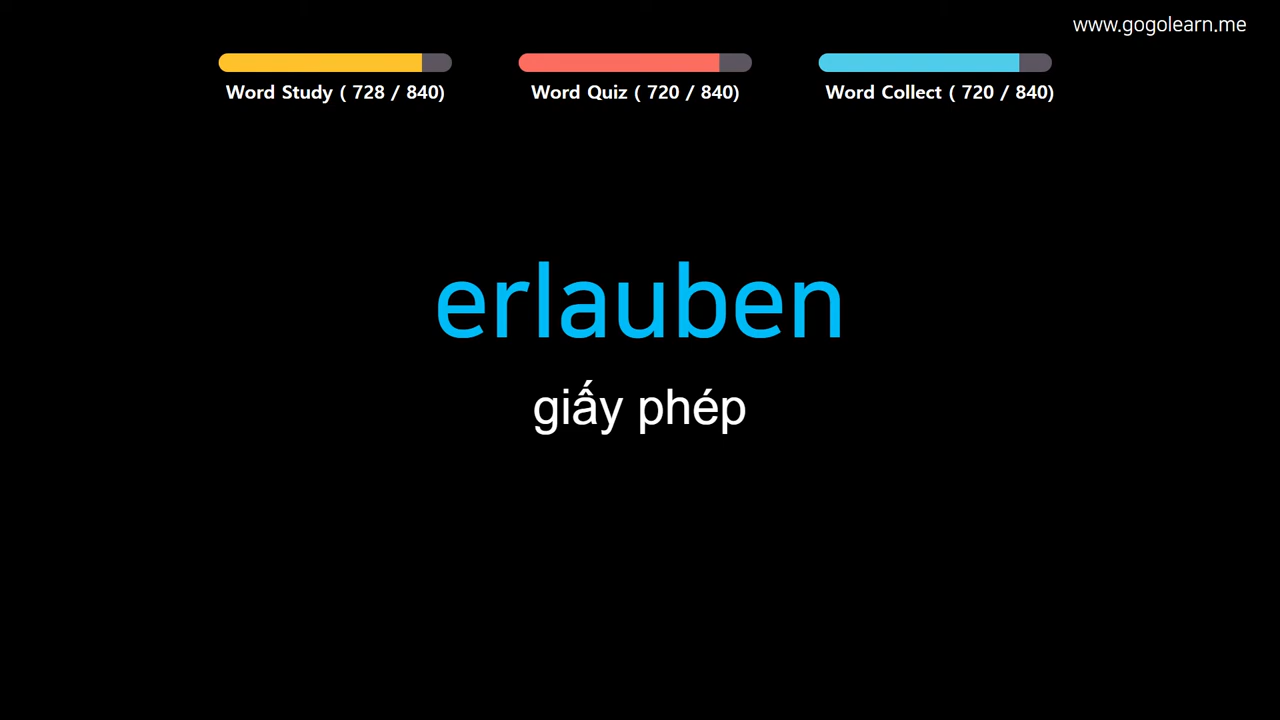 www.gogolearn.me
Word Study ( 728 / 840)
Word Quiz ( 720 / 840)
Word Collect ( 720 / 840)
erlauben
giấy phép